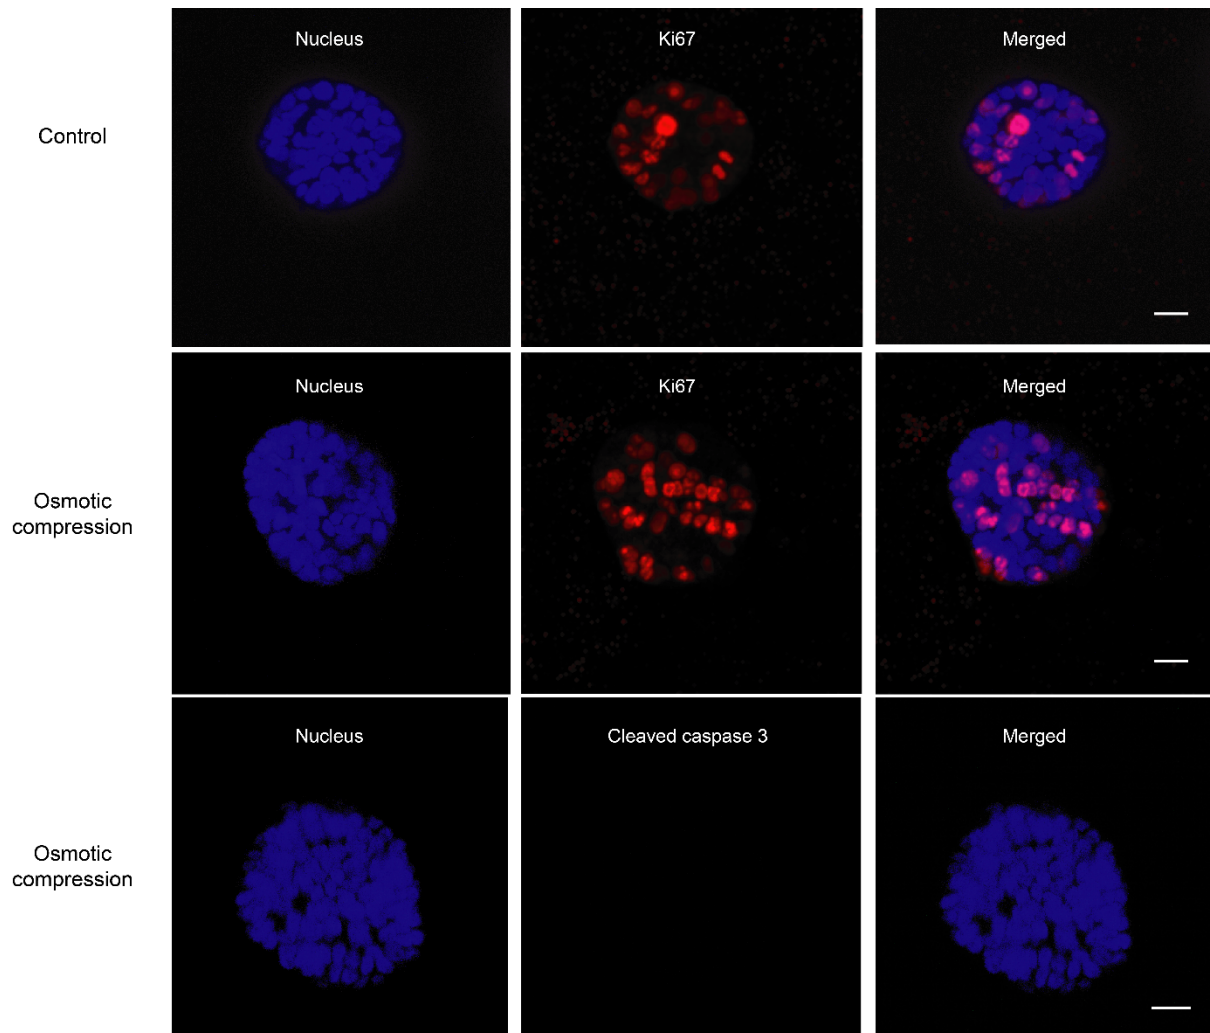 Nucleus
Ki67
Merged
Control
Nucleus
Ki67
Merged
Osmotic
compression
Nucleus
Cleaved caspase 3
Merged
Osmotic
compression